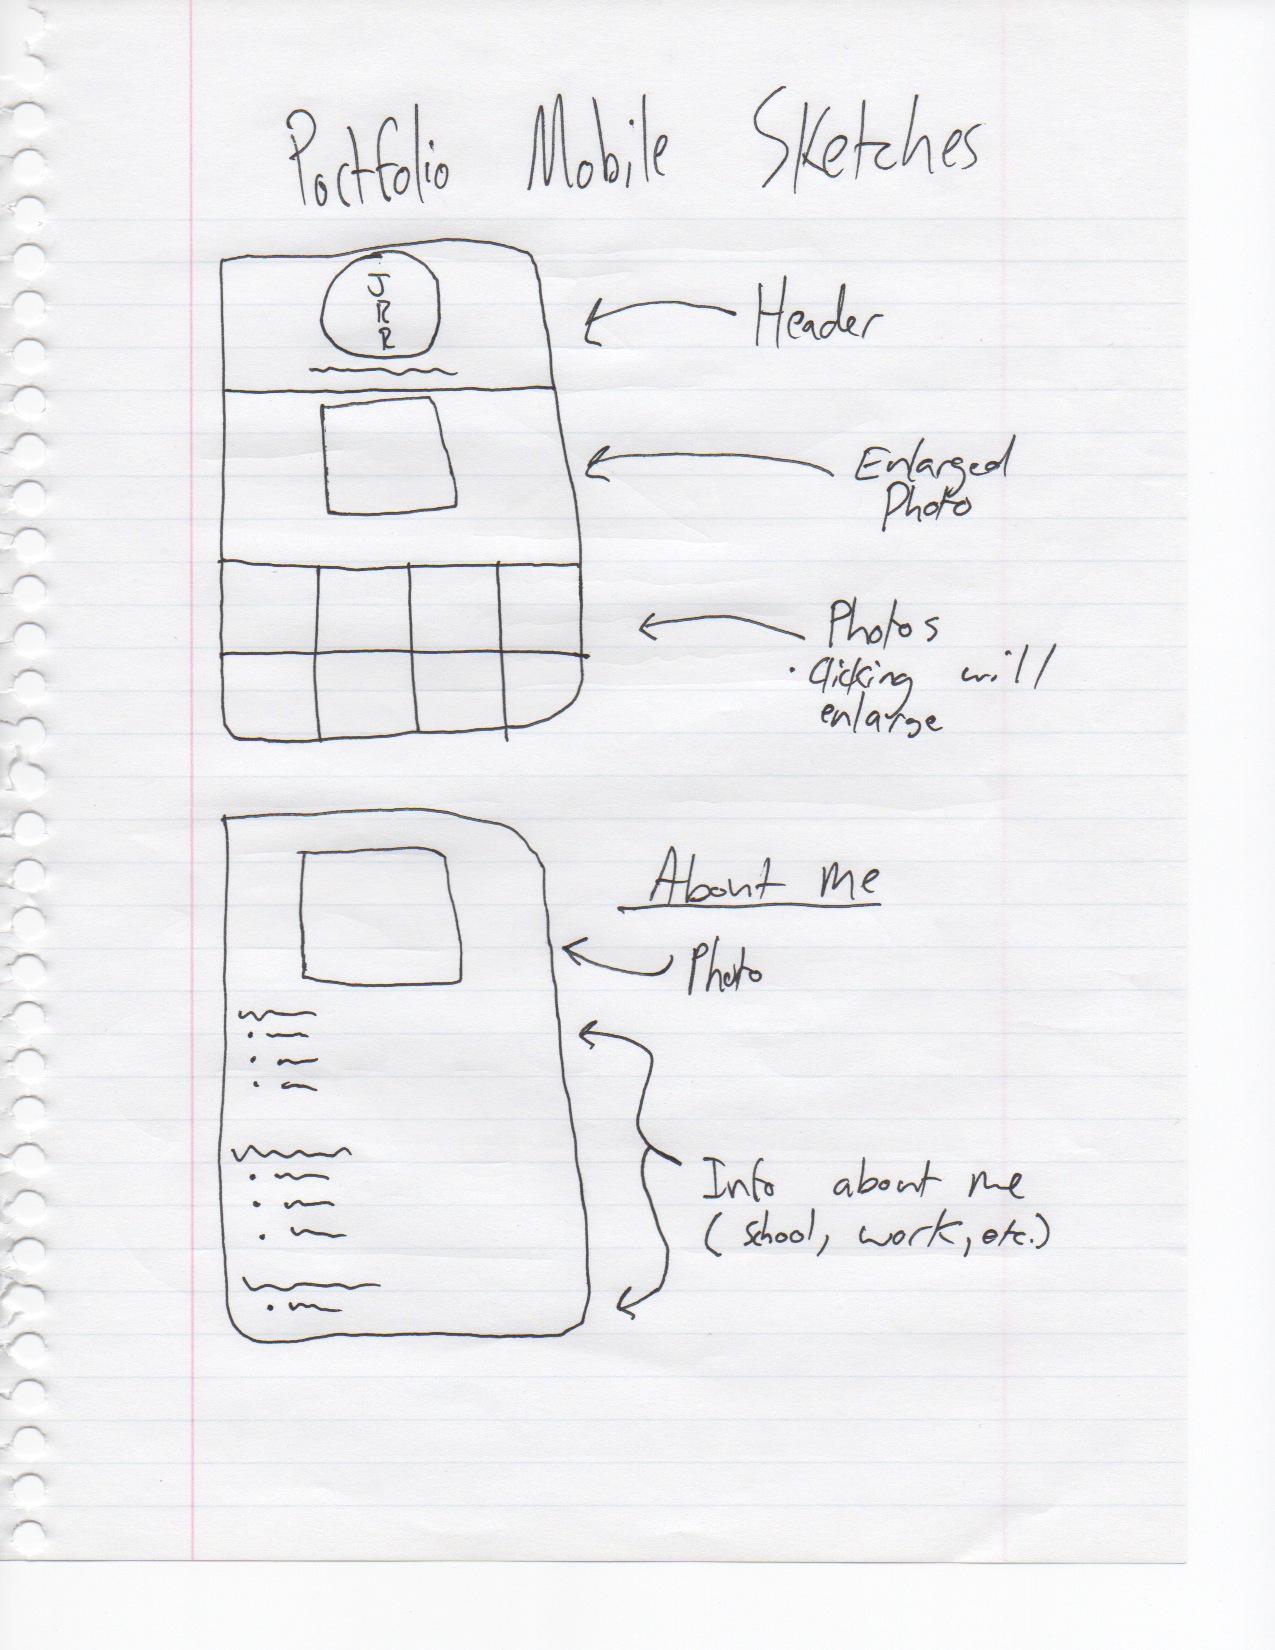 Portfolio Mobile Sketches
J
R
R
Header
Enlarged
Photo
Photos
• Clicking will
enlarge
About me
Photo
Info about me
(school, work, etc.)